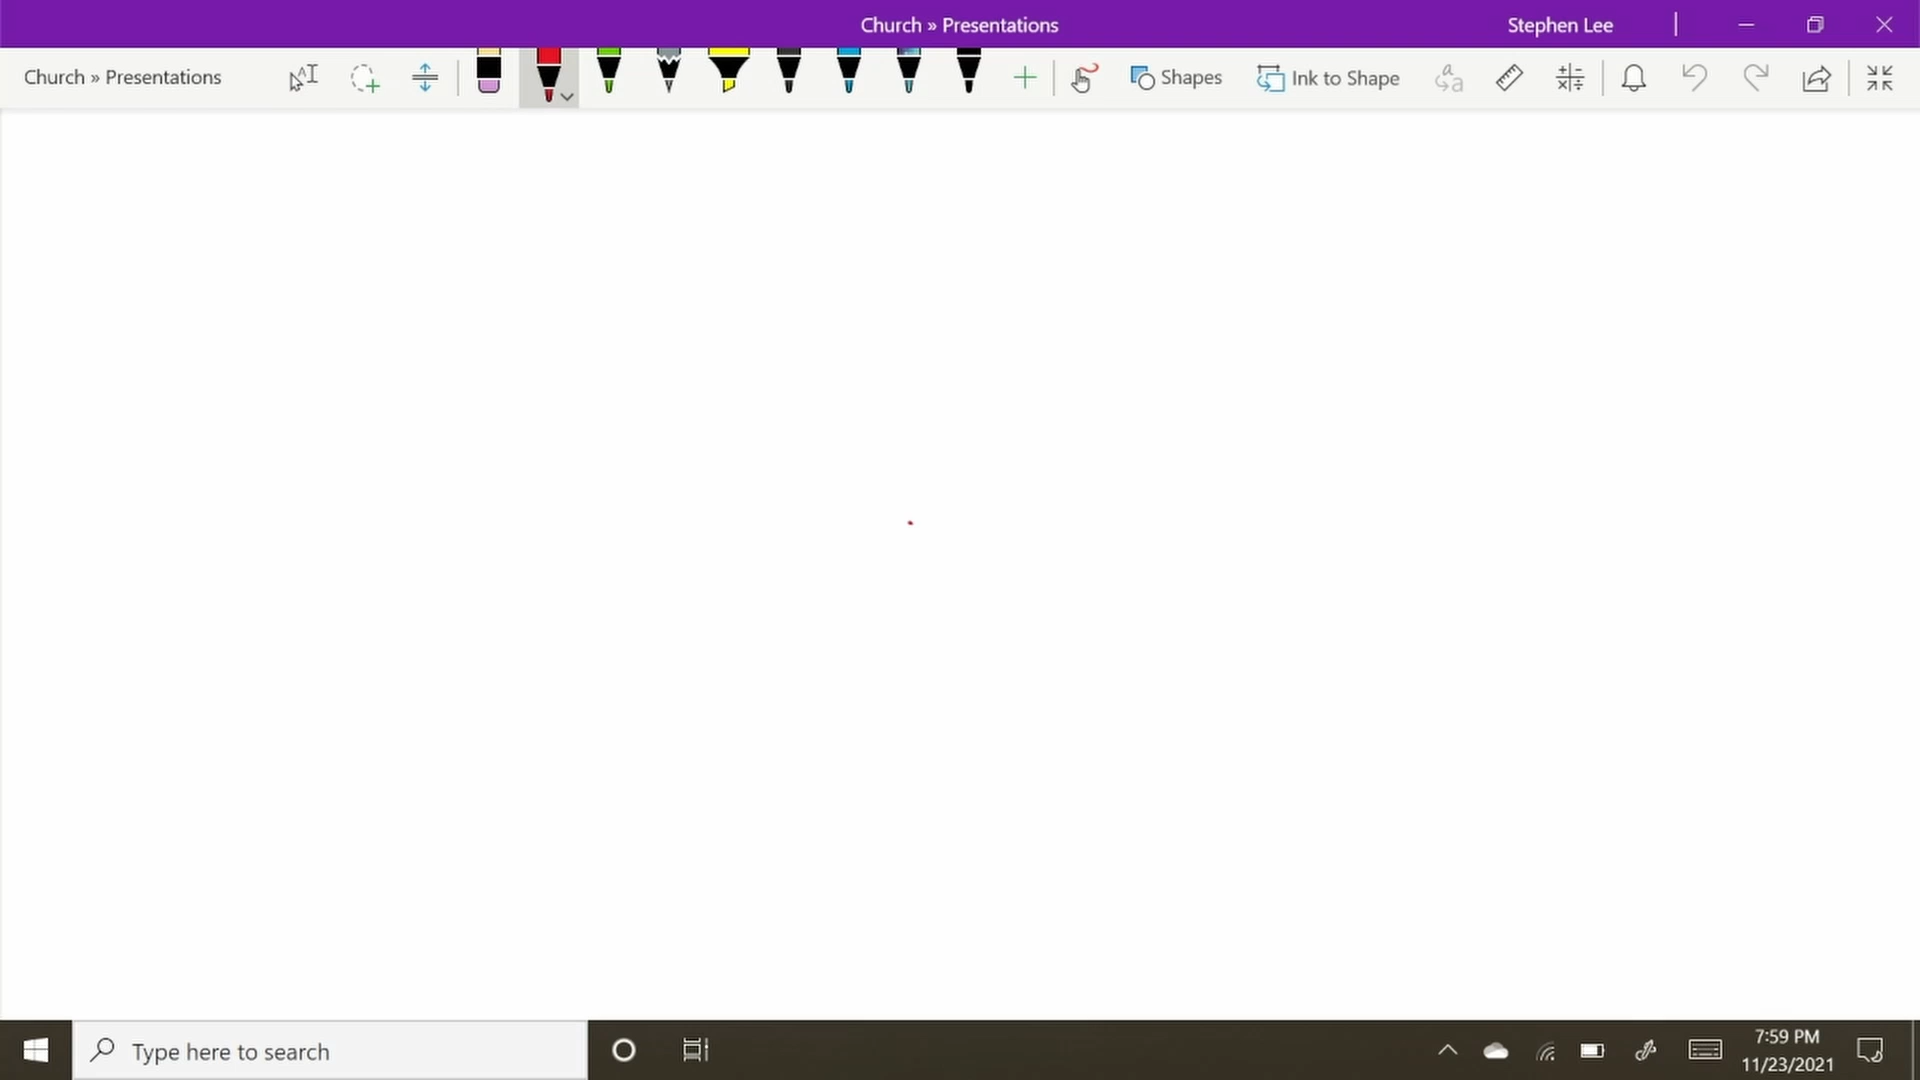 Church » Presentations
Stephen Lee
Church » Presentations
Shapes
Ink to Shape
Type here to search
7:59 PM
11/23/2021